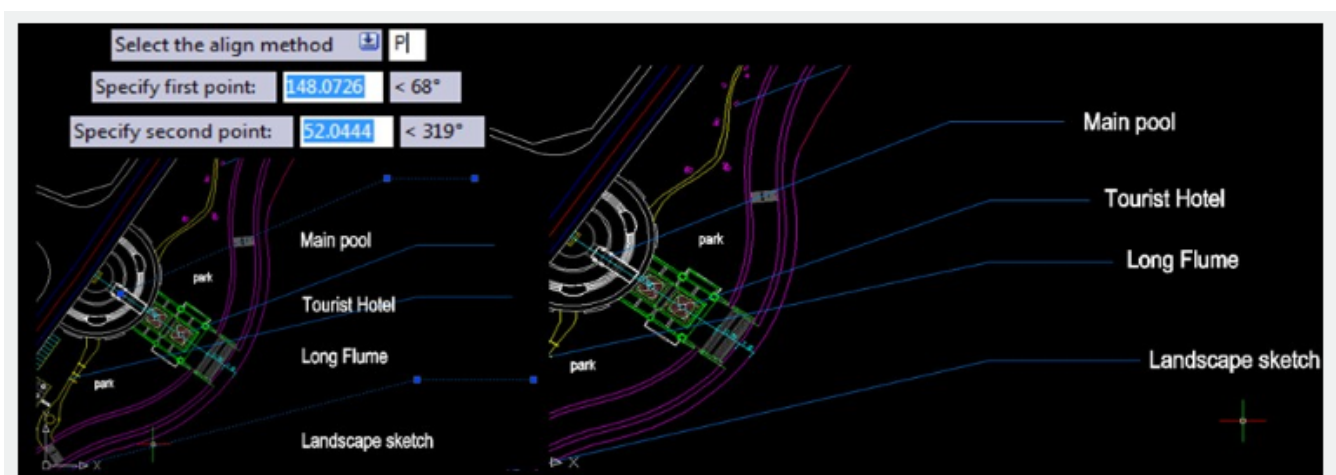 Select the align method P
Specify first point: 148.0726 < 68°
Specify second point: 52.0444 < 319°
Main pool
park
Tourist Hotel
Long Flume
park
Landscape sketch
X
Main pool
Tourist Hotel
park
Long Flume
Landscape sketch
park
X